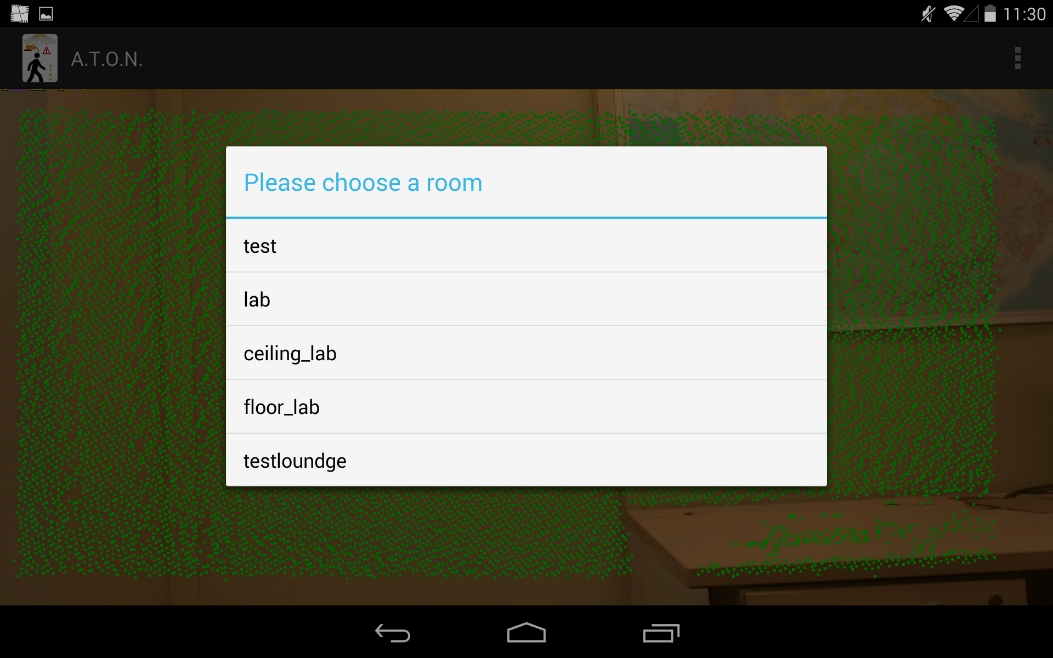 11:30
A.T.O.N.
Please choose a room
test
lab
ceiling_lab
floor_lab
testloundge